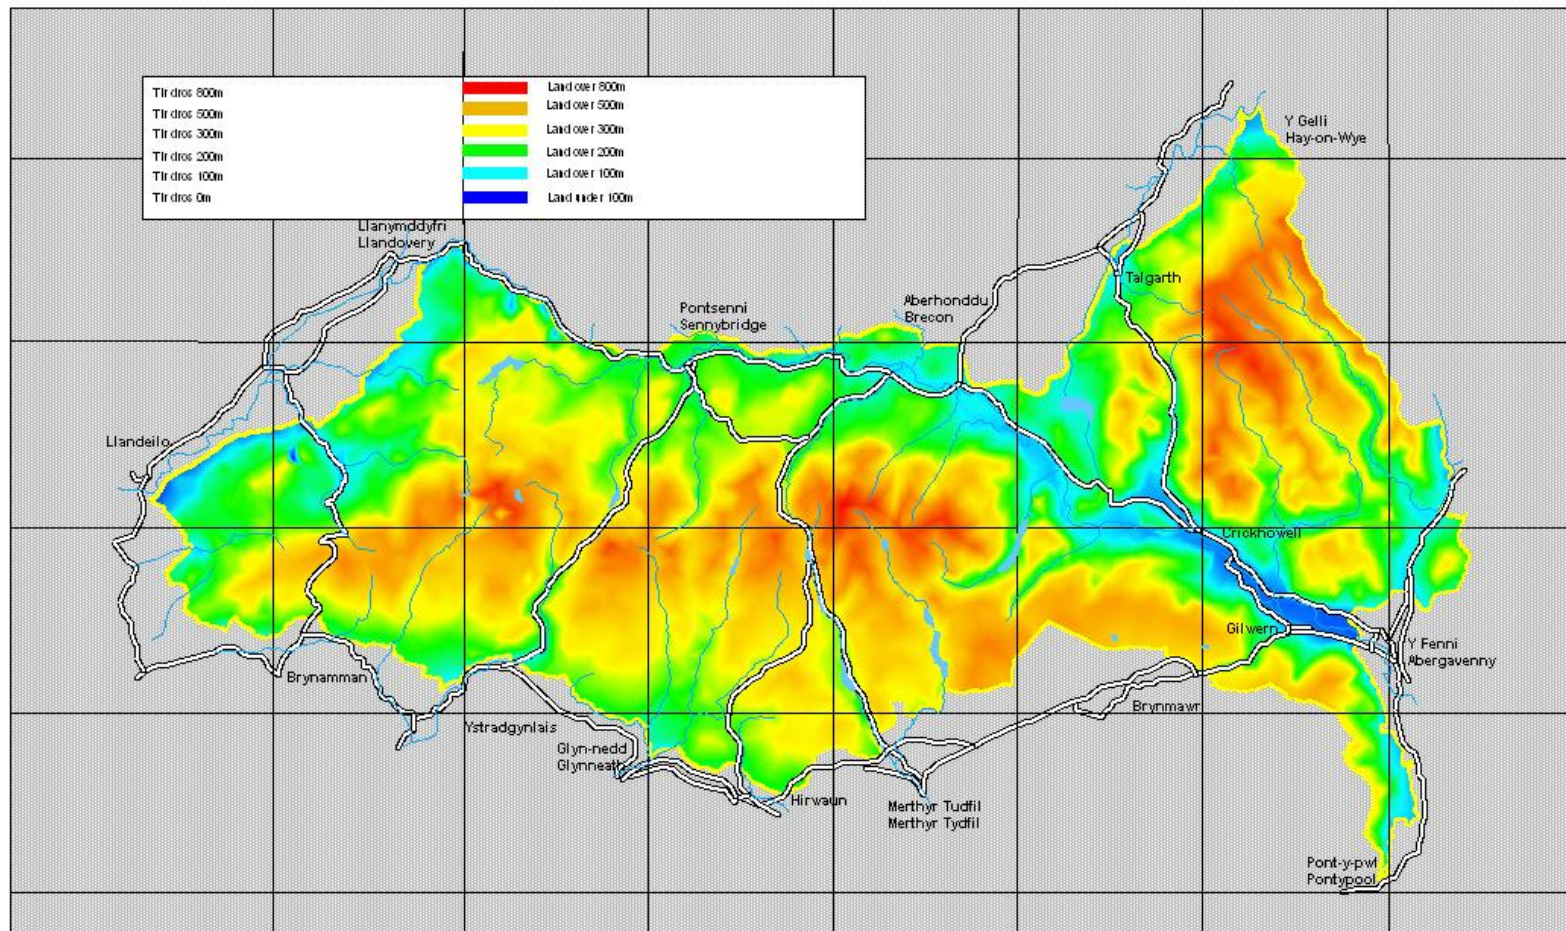 Tir dros 800m
Tir dros 500m
Tir dros 300m
Tir dros 200m
Tir dros 100m
Tir dros 0m
Land over 800m
Land over 500m
Land over 300m
Land over 200m
Land over 100m
Land under 100m
Y Gelli
Hay-on-Wye
Llanymddyfri
Llandovery
Talgarth
Aberhonddu
Brecon
Pontsenni
Sennybridge
Llandeilo
Crickhowell
Gilwern
Y Fenni
Abergavenny
Brynamman
Brynmawr
Ystradgynlais
Glyn-nedd
Glynneath
Hirwaun
Merthyr Tudfil
Merthyr Tydfil
Pont-y-pwl
Pontypool